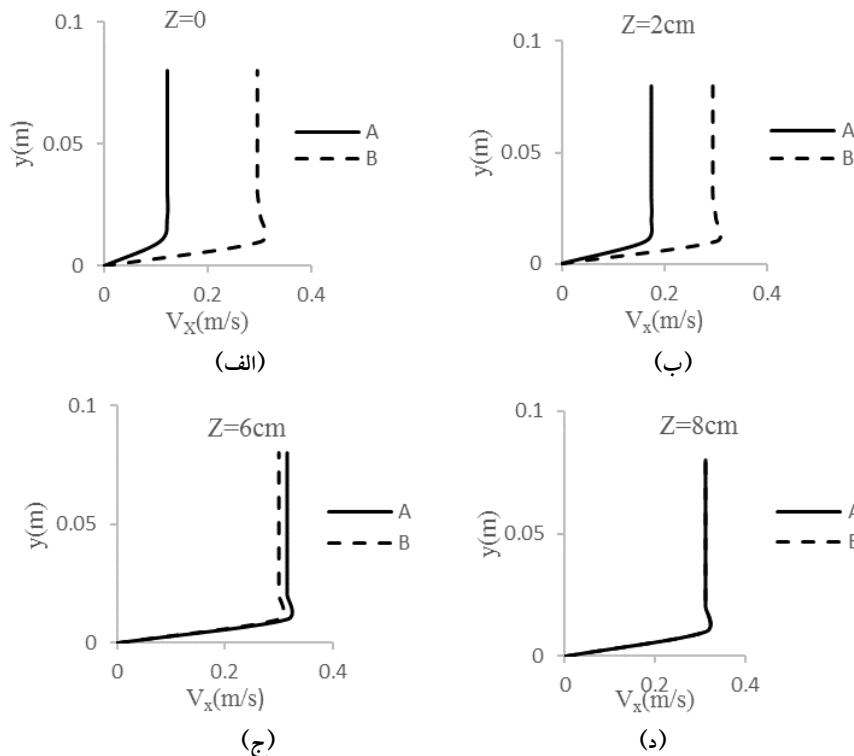 0.1
Z=0
y(m)
0.05
A
B
0
0
0.2
0.4
V_X(m/s)
(الف)
0.1
Z=2cm
y(m)
0.05
A
B
0
0
0.2
0.4
V_x(m/s)
(ب)
0.1
Z=6cm
y(m)
0.05
A
B
0
0
0.2
0.4
V_x(m/s)
(ج)
0.1
Z=8cm
y(m)
0.05
A
B
0
0
0.2
0.4
V_x(m/s)
(د)